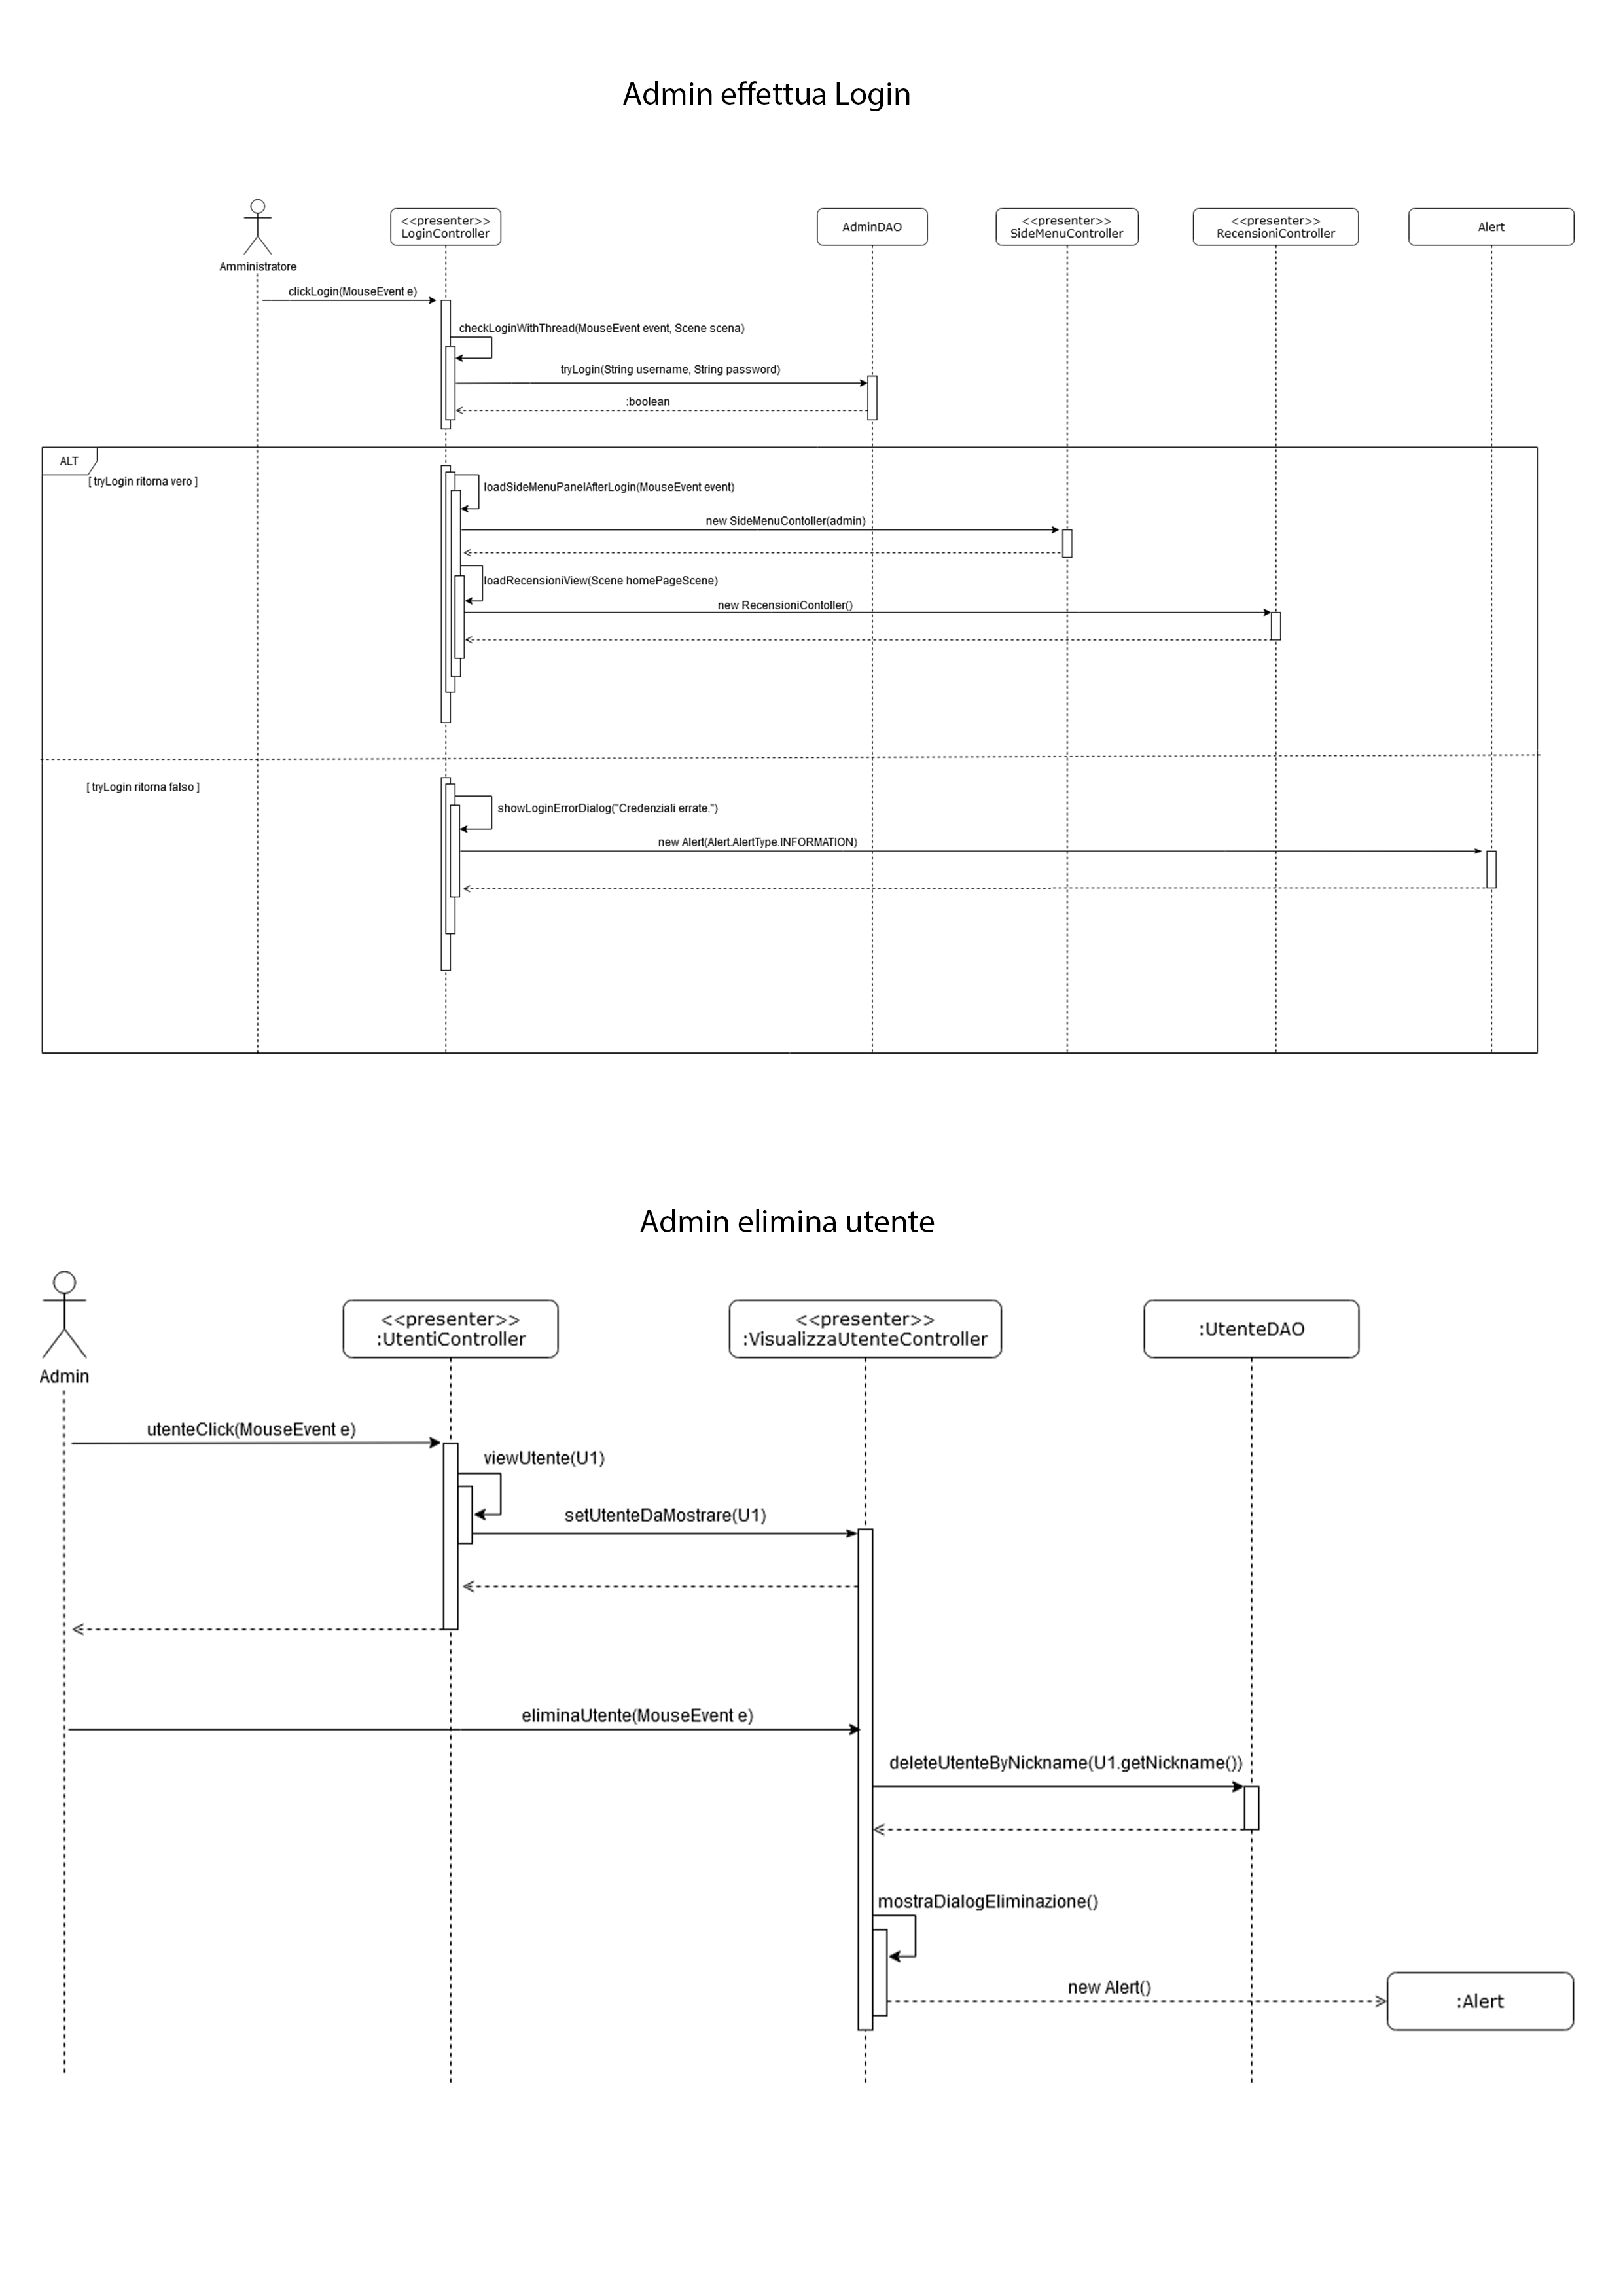 Admin effettua Login
<<presenter>>
LoginController
AdminDAO
<<presenter>>
SideMenuController
<<presenter>>
RecensioniController
Alert
Amministratore
clickLogin(MouseEvent e)
checkLoginWithThread(MouseEvent event, Scene scena)
tryLogin(String username, String password)
:boolean
ALT
[ tryLogin ritorna vero ]
loadSideMenuPanelAfterLogin(MouseEvent event)
new SideMenuContoller(admin)
loadRecensioniView(Scene homePageScene)
new RecensioniContoller()
[ tryLogin ritorna falso ]
showLoginErrorDialog("Credenziali errate.")
new Alert(Alert.AlertType.INFORMATION)
Admin elimina utente
<<presenter>>
:UtentiController
<<presenter>>
:VisualizzaUtenteController
:UtenteDAO
Admin
utenteClick(MouseEvent e)
viewUtente(U1)
setUtenteDaMostrare(U1)
eliminaUtente(MouseEvent e)
deleteUtenteByNickname(U1.getNickname())
mostraDialogEliminazione()
new Alert()
:Alert